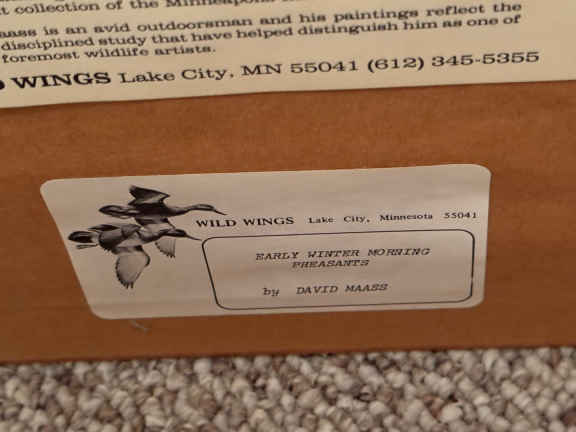 t collection of the Minneapolis
aass is an avid outdoorsman and his paintings reflect the
disciplined study that have helped distinguish him as one of
foremost wildlife artists.
WINGS Lake City, MN 55041 (612) 345-5355
WILD WINGS Lake City, Minnesota 55041
EARLY WINTER MORNING
PHEASANTS
by DAVID MAASS